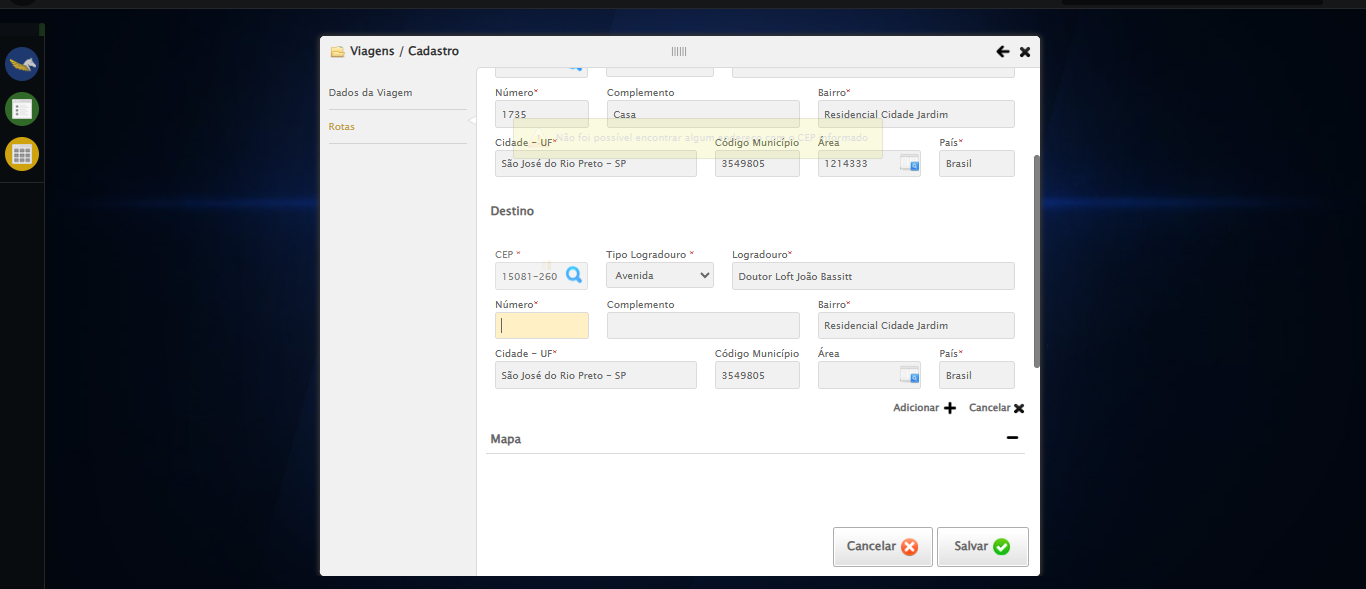 Viagens / Cadastro
Dados da Viagem
Rotas
Número* Complemento Bairro*
1735 Casa Residencial Cidade Jardim
Não foi possível encontrar algum endereço com o CEP informado
Cidade - UF* Código Município Área País*
São José do Rio Preto - SP 3549805 1214333 Brasil
Destino
CEP * Tipo Logradouro * Logradouro*
15081-260 Avenida Doutor Loft João Bassitt
Número* Complemento Bairro*
Residencial Cidade Jardim
Cidade - UF* Código Município Área País*
São José do Rio Preto - SP 3549805 Brasil
Adicionar Cancelar
Mapa
Cancelar Salvar